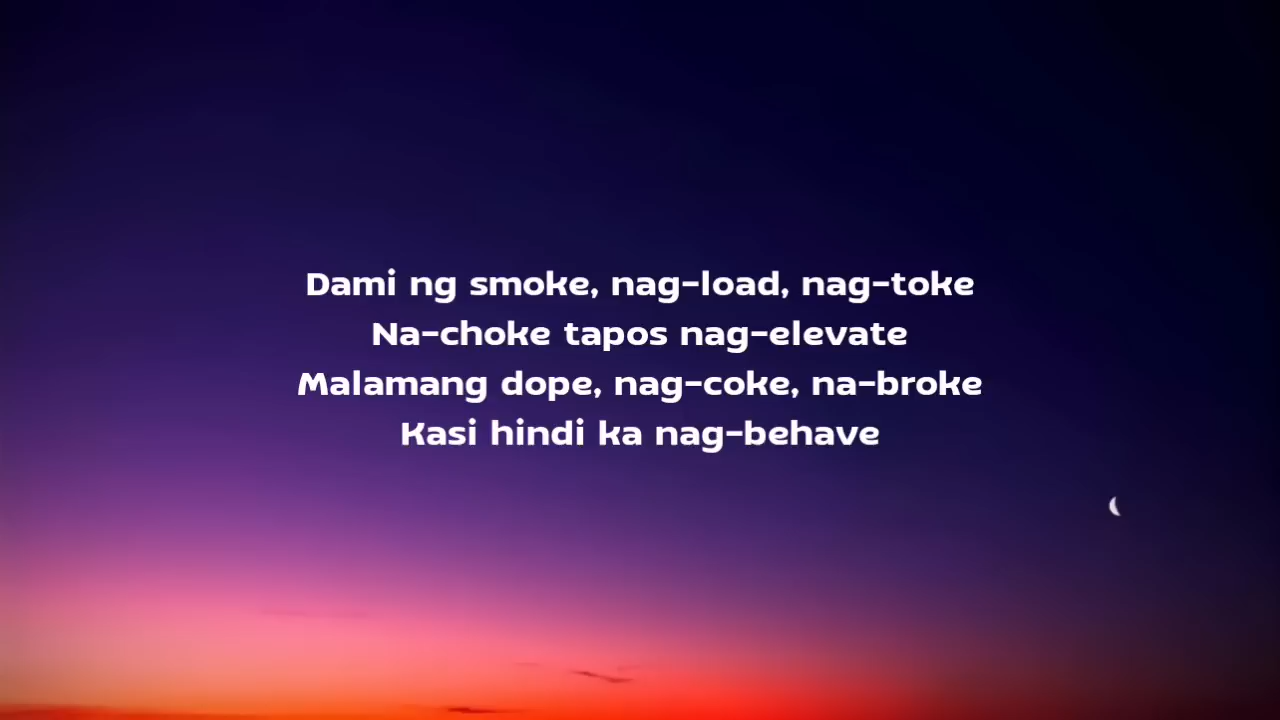 Dami ng smoke, nag-load, nag-toke
Na-choke tapos nag-elevate
Malamang dope, nag-coke, na-broke
Kasi hindi ka nag-behave